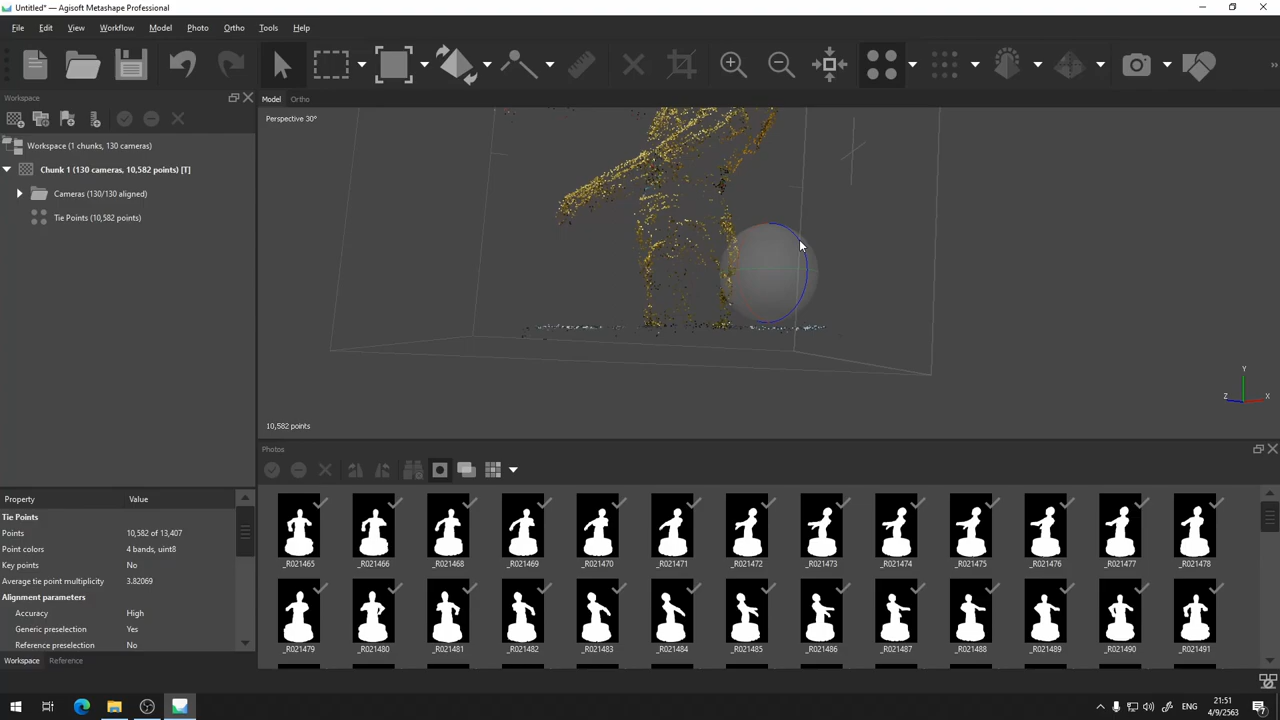 Untitled* — Agisoft Metashape Professional
File Edit View Workflow Model Photo Ortho Tools Help
Workspace
Model Ortho
Perspective 30°
Workspace (1 chunks, 130 cameras)
Chunk 1 (130 cameras, 10,582 points) [T]
Cameras (130/130 aligned)
Tie Points (10,582 points)
Y
Z X
10,582 points
Photos
Property Value
Tie Points
Points 10,582 of 13,407
Point colors 4 bands, uint8
Key points No
Average tie point multiplicity 3.82069
Alignment parameters
Accuracy High
Generic preselection Yes
Reference preselection No
_R021465 _R021466 _R021468 _R021469 _R021470 _R021471 _R021472 _R021473 _R021474 _R021475 _R021476 _R021477 _R021478
_R021479 _R021480 _R021481 _R021482 _R021483 _R021484 _R021485 _R021486 _R021487 _R021488 _R021489 _R021490 _R021491
Workspace Reference
ENG
21:51
4/9/2563